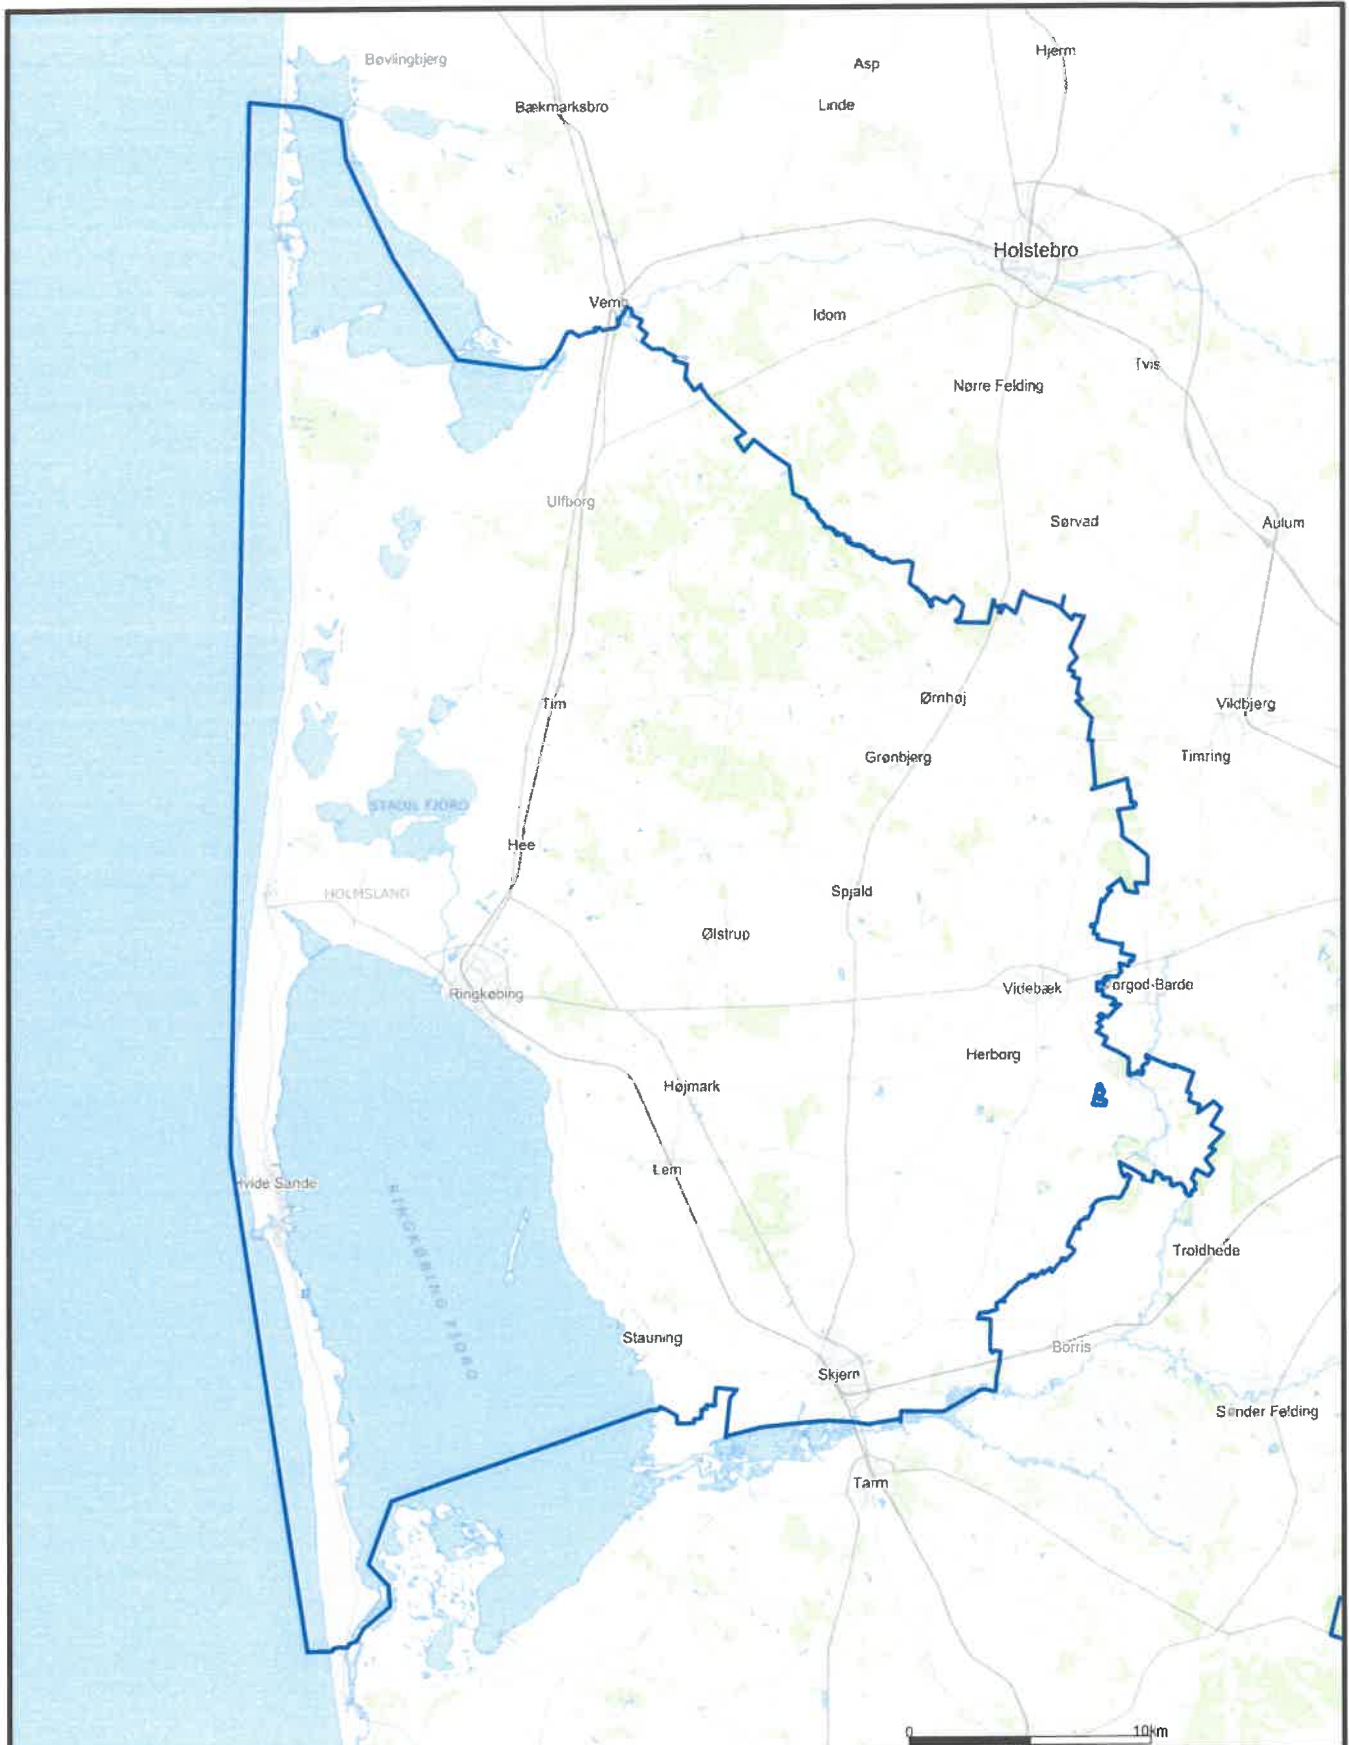 Hjerm
Bøvlingbjerg
Asp
Bækmarksbro
Linde
Holstebro
Vem
Idom
Tvis
Nørre Felding
Ulfborg
Sørvad
Aulum
Ørnhøj
Vildbjerg
Tim
Grønbjerg
Timring
STADIL FJORD
Hee
HOLMSLAND
Spjald
Ølstrup
Ringkøbing
Videbæk
orgod-Barde
Herborg
Højmark
Lem
Hvide Sande
RINGKØBING FJORD
Troldhede
Stauning
Borris
Skjern
Sønder Felding
Tarm
0 10km